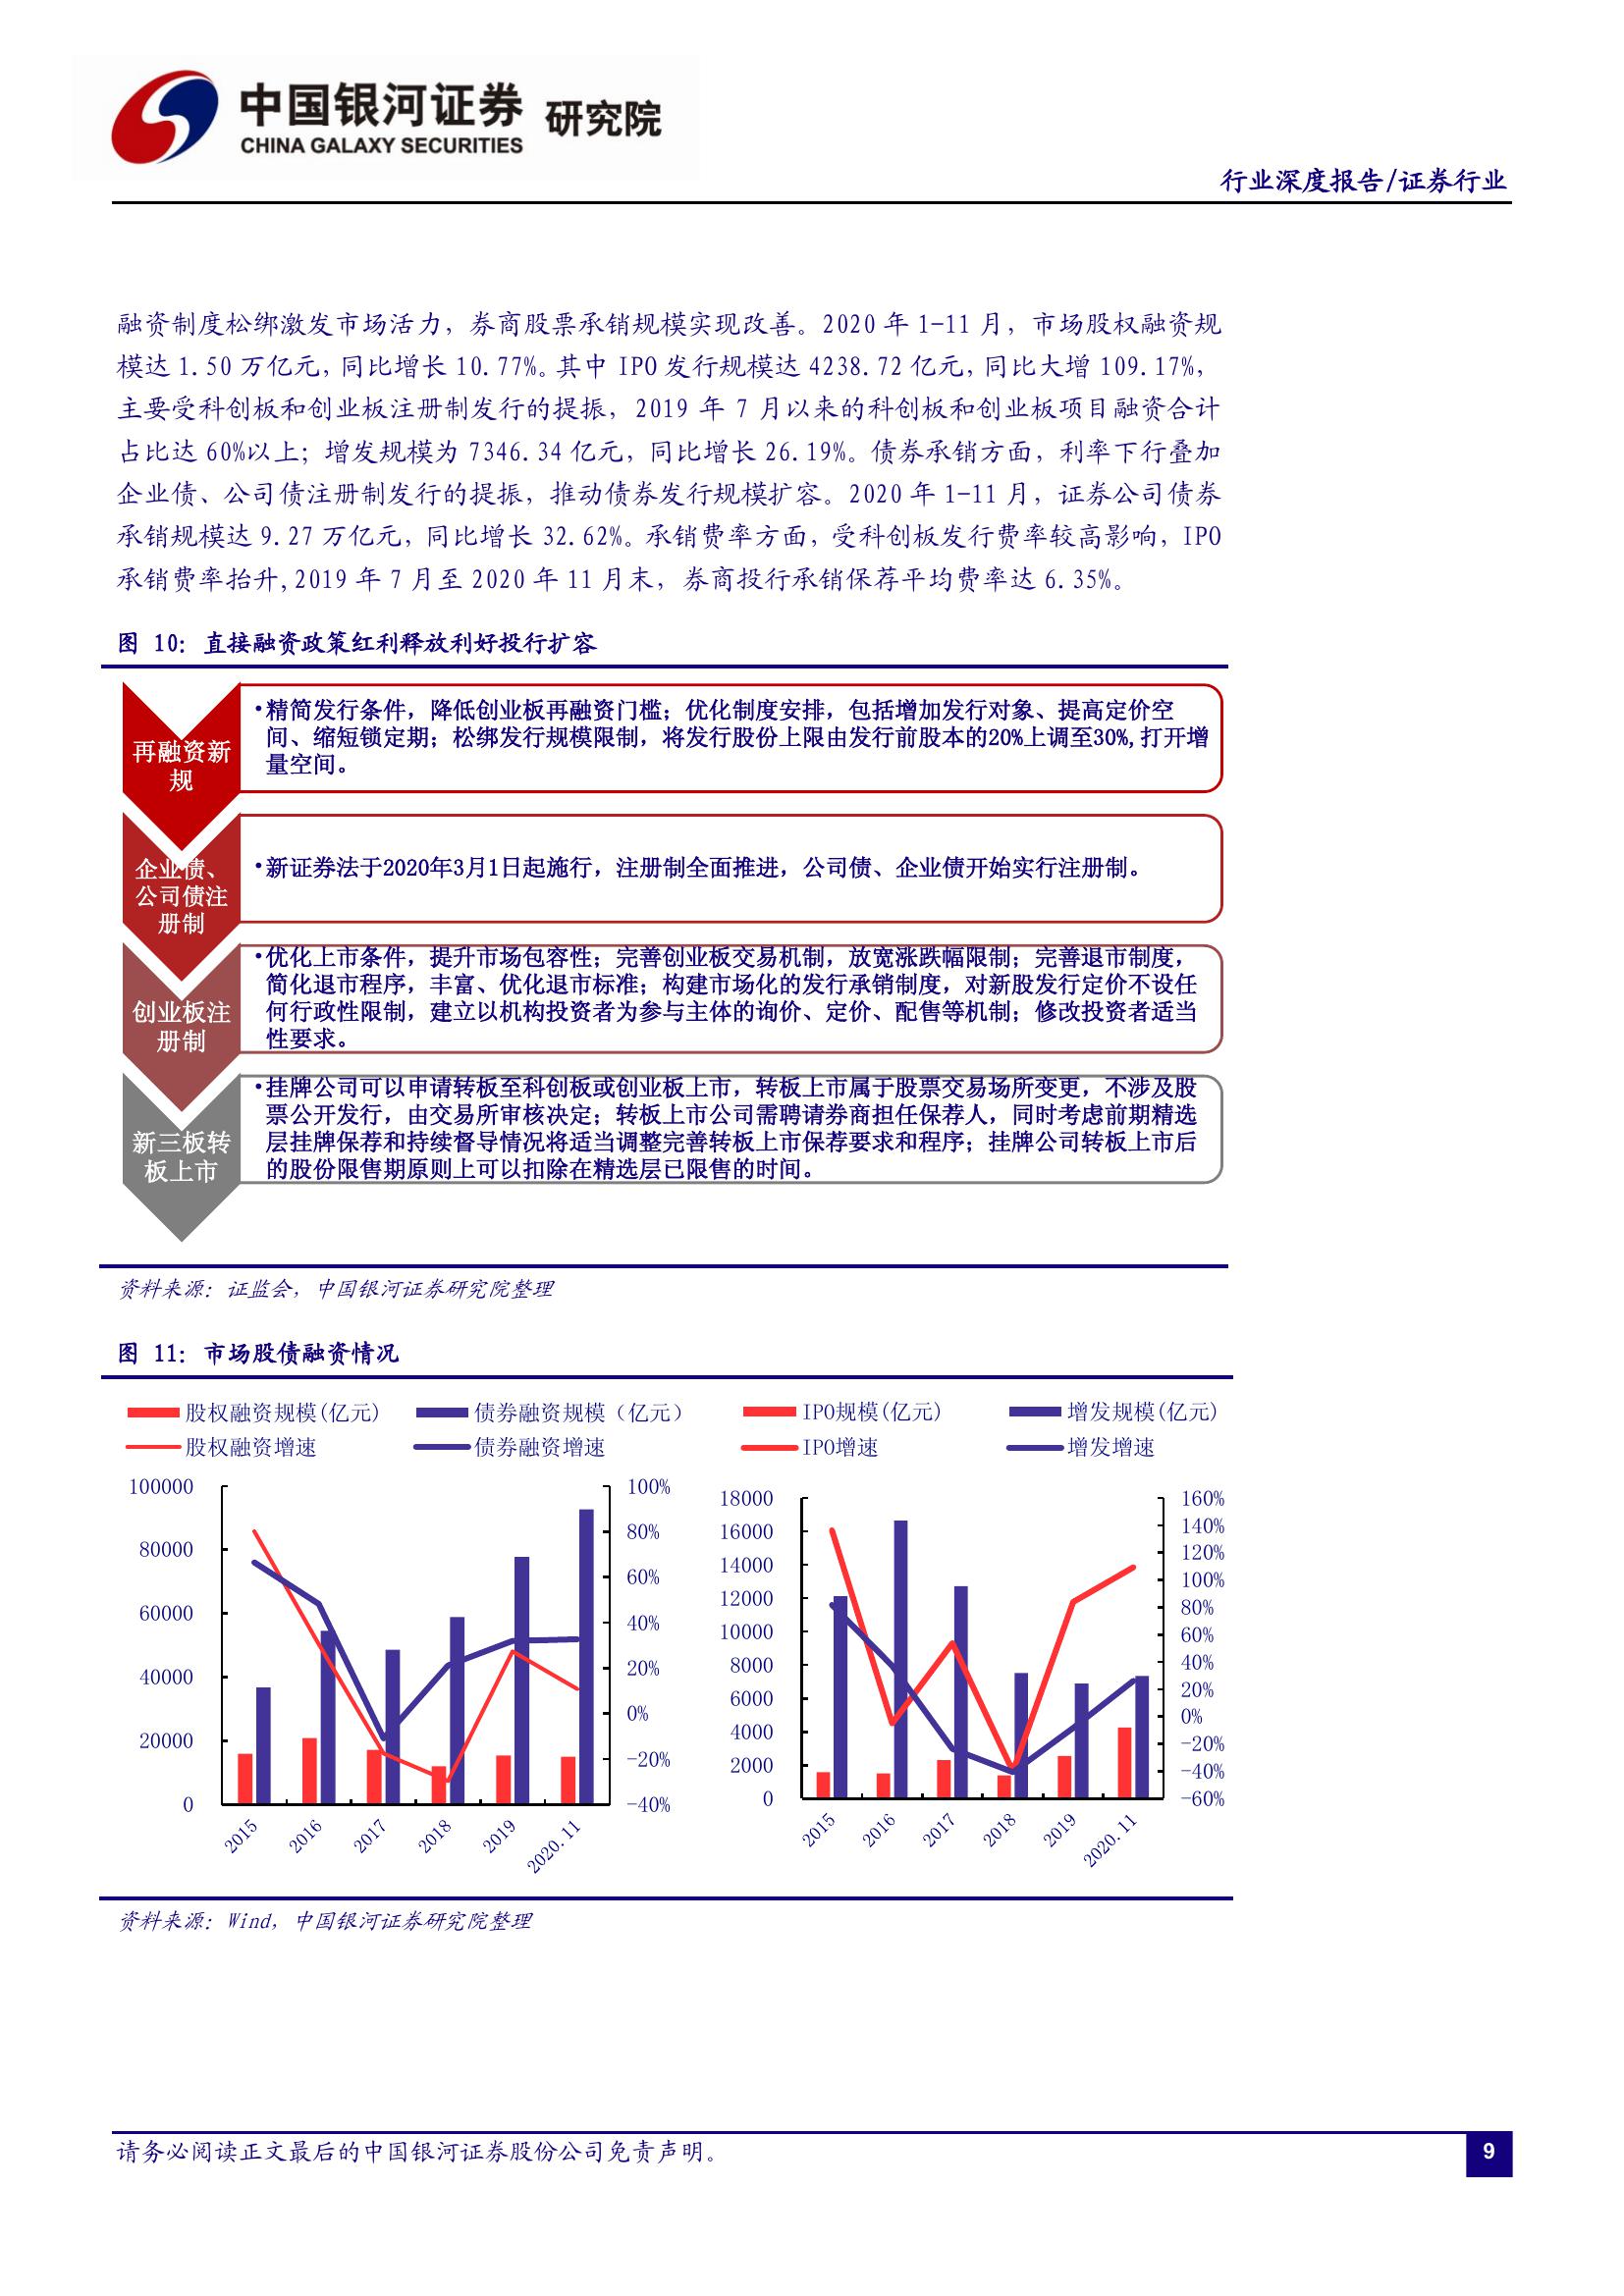 中国银河证券 研究院
CHINA GALAXY SECURITIES
行业深度报告/证券行业
融资制度松绑激发市场活力，券商股票承销规模实现改善。2020 年 1-11 月，市场股权融资规
模达 1.50 万亿元，同比增长 10.77%。其中 IPO 发行规模达 4238.72 亿元，同比大增 109.17%，
主要受科创板和创业板注册制发行的提振，2019 年 7 月以来的科创板和创业板项目融资合计
占比达 60%以上；增发规模为 7346.34 亿元，同比增长 26.19%。债券承销方面，利率下行叠加
企业债、公司债注册制发行的提振，推动债券发行规模扩容。2020 年 1-11 月，证券公司债券
承销规模达 9.27 万亿元，同比增长 32.62%。承销费率方面，受科创板发行费率较高影响，IPO
承销费率抬升,2019 年 7 月至 2020 年 11 月末，券商投行承销保荐平均费率达 6.35%。
图 10：直接融资政策红利释放利好投行扩容
再融资新
规
•精简发行条件，降低创业板再融资门槛；优化制度安排，包括增加发行对象、提高定价空
间、缩短锁定期；松绑发行规模限制，将发行股份上限由发行前股本的20%上调至30%,打开增
量空间。
企业债、
公司债注
册制
•新证券法于2020年3月1日起施行，注册制全面推进，公司债、企业债开始实行注册制。
创业板注
册制
•优化上市条件，提升市场包容性；完善创业板交易机制，放宽涨跌幅限制；完善退市制度，
简化退市程序，丰富、优化退市标准；构建市场化的发行承销制度，对新股发行定价不设任
何行政性限制，建立以机构投资者为参与主体的询价、定价、配售等机制；修改投资者适当
性要求。
新三板转
板上市
•挂牌公司可以申请转板至科创板或创业板上市，转板上市属于股票交易场所变更，不涉及股
票公开发行，由交易所审核决定；转板上市公司需聘请券商担任保荐人，同时考虑前期精选
层挂牌保荐和持续督导情况将适当调整完善转板上市保荐要求和程序；挂牌公司转板上市后
的股份限售期原则上可以扣除在精选层已限售的时间。
资料来源：证监会，中国银河证券研究院整理
图 11：市场股债融资情况
股权融资规模(亿元) 债券融资规模（亿元）
股权融资增速 债券融资增速
100000
80000
60000
40000
20000
0
100%
80%
60%
40%
20%
0%
-20%
-40%
2015 2016 2017 2018 2019 2020.11
IPO规模(亿元) 增发规模(亿元)
IPO增速 增发增速
18000
16000
14000
12000
10000
8000
6000
4000
2000
0
160%
140%
120%
100%
80%
60%
40%
20%
0%
-20%
-40%
-60%
2015 2016 2017 2018 2019 2020.11
资料来源：Wind，中国银河证券研究院整理
请务必阅读正文最后的中国银河证券股份公司免责声明。
9